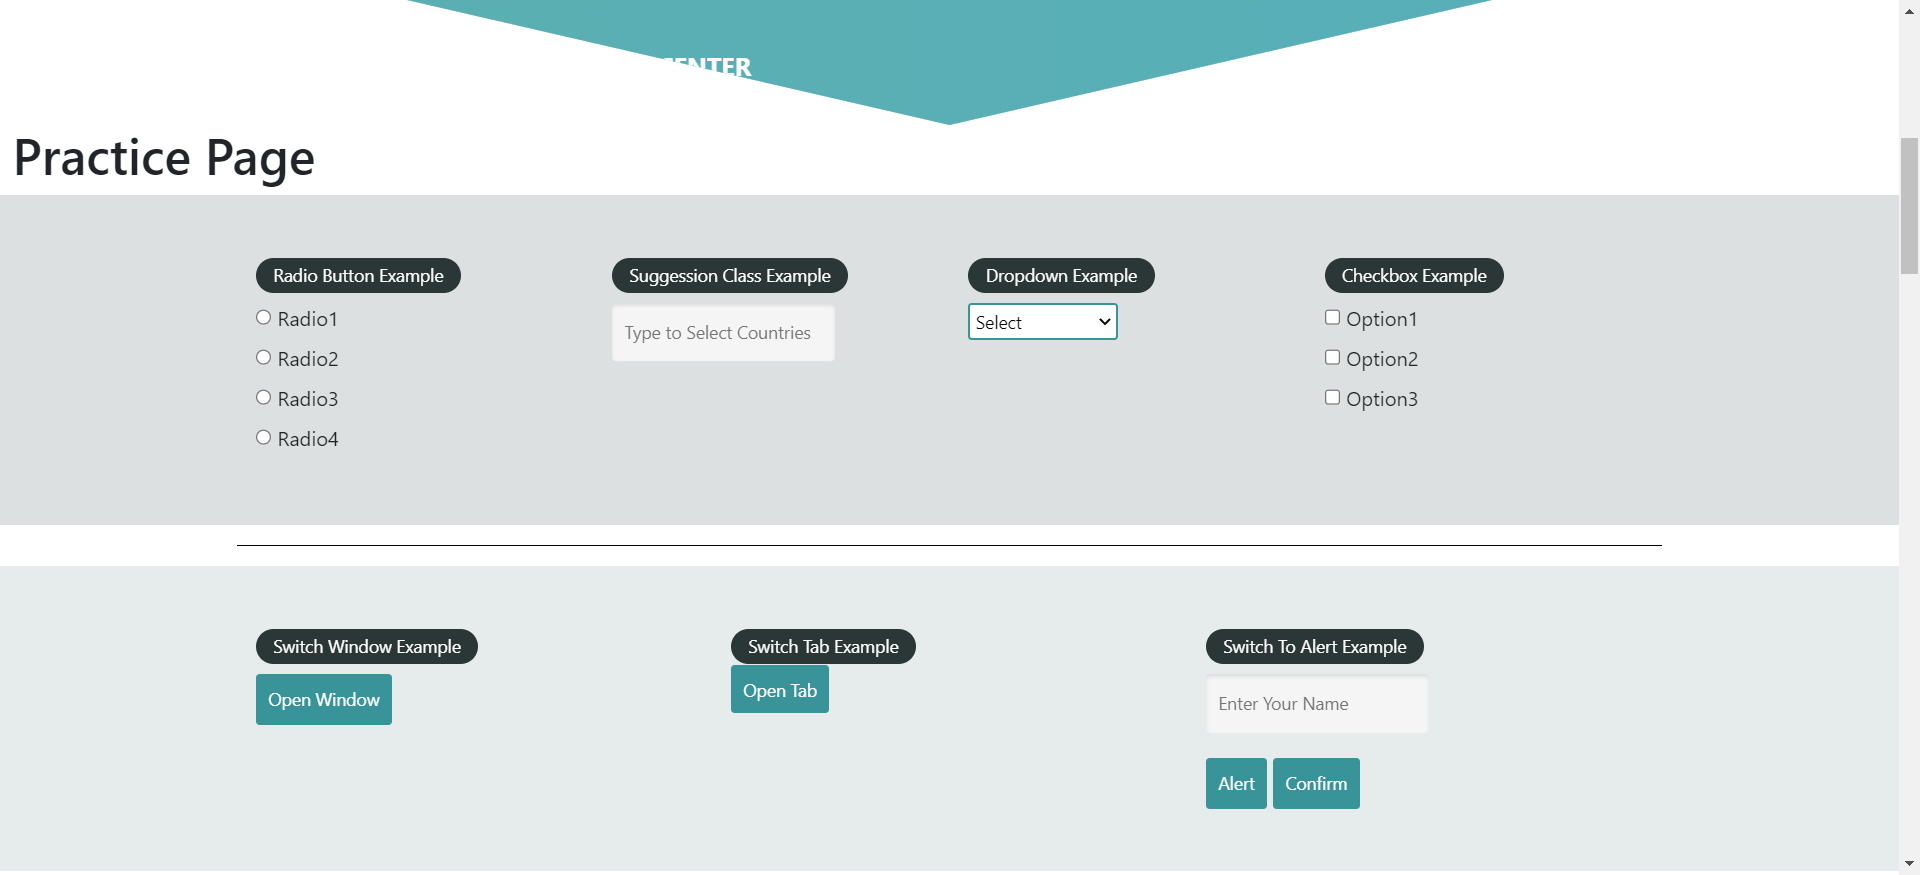 ENTER
Practice Page
Radio Button Example
Radio1
Radio2
Radio3
Radio4
Suggession Class Example
Type to Select Countries
Dropdown Example
Select
Checkbox Example
Option1
Option2
Option3
Switch Window Example
Open Window
Switch Tab Example
Open Tab
Switch To Alert Example
Enter Your Name
Alert Confirm